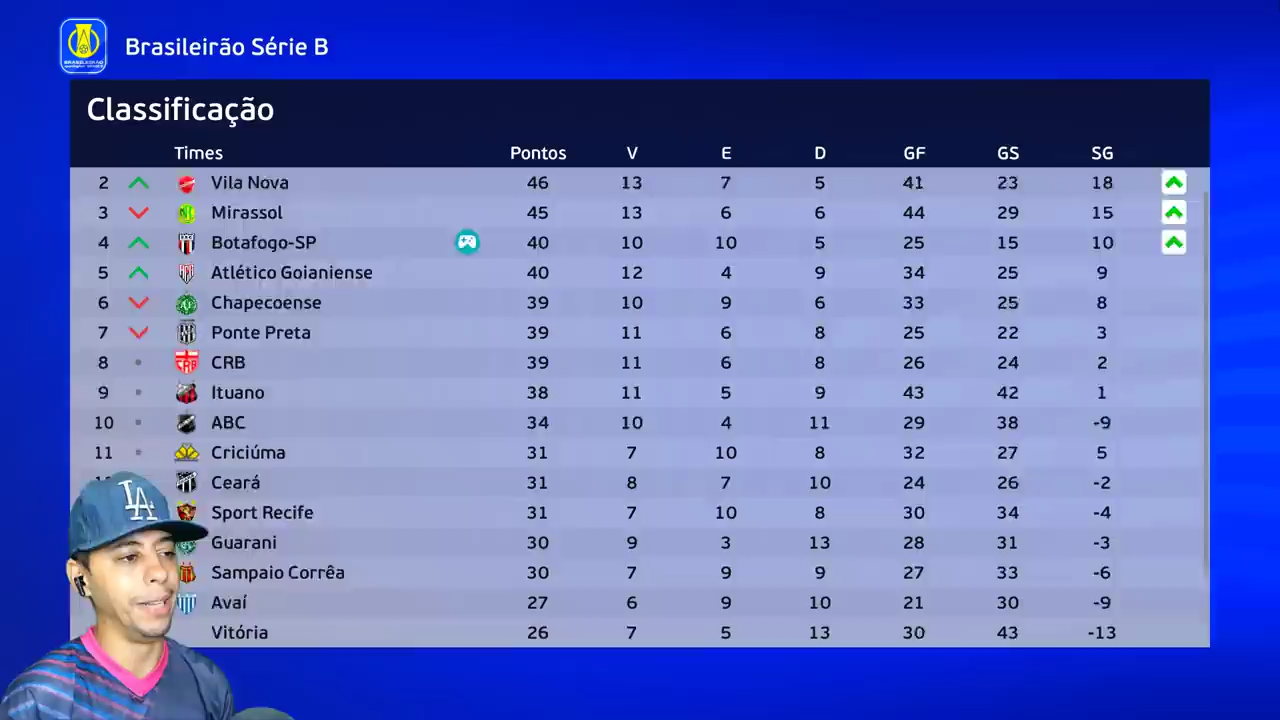 Brasileirão Série B
Classificação
Times Pontos V E D GF GS SG
2 Vila Nova 46 13 7 5 41 23 18
3 Mirassol 45 13 6 6 44 29 15
4 Botafogo-SP 40 10 10 5 25 15 10
5 Atlético Goianiense 40 12 4 9 34 25 9
6 Chapecoense 39 10 9 6 33 25 8
7 Ponte Preta 39 11 6 8 25 22 3
8 CRB 39 11 6 8 26 24 2
9 Ituano 38 11 5 9 43 42 1
10 ABC 34 10 4 11 29 38 -9
11 Criciúma 31 7 10 8 32 27 5
Ceará 31 8 7 10 24 26 -2
Sport Recife 31 7 10 8 30 34 -4
Guarani 30 9 3 13 28 31 -3
Sampaio Corrêa 30 7 9 9 27 33 -6
Avaí 27 6 9 10 21 30 -9
Vitória 26 7 5 13 30 43 -13
LA